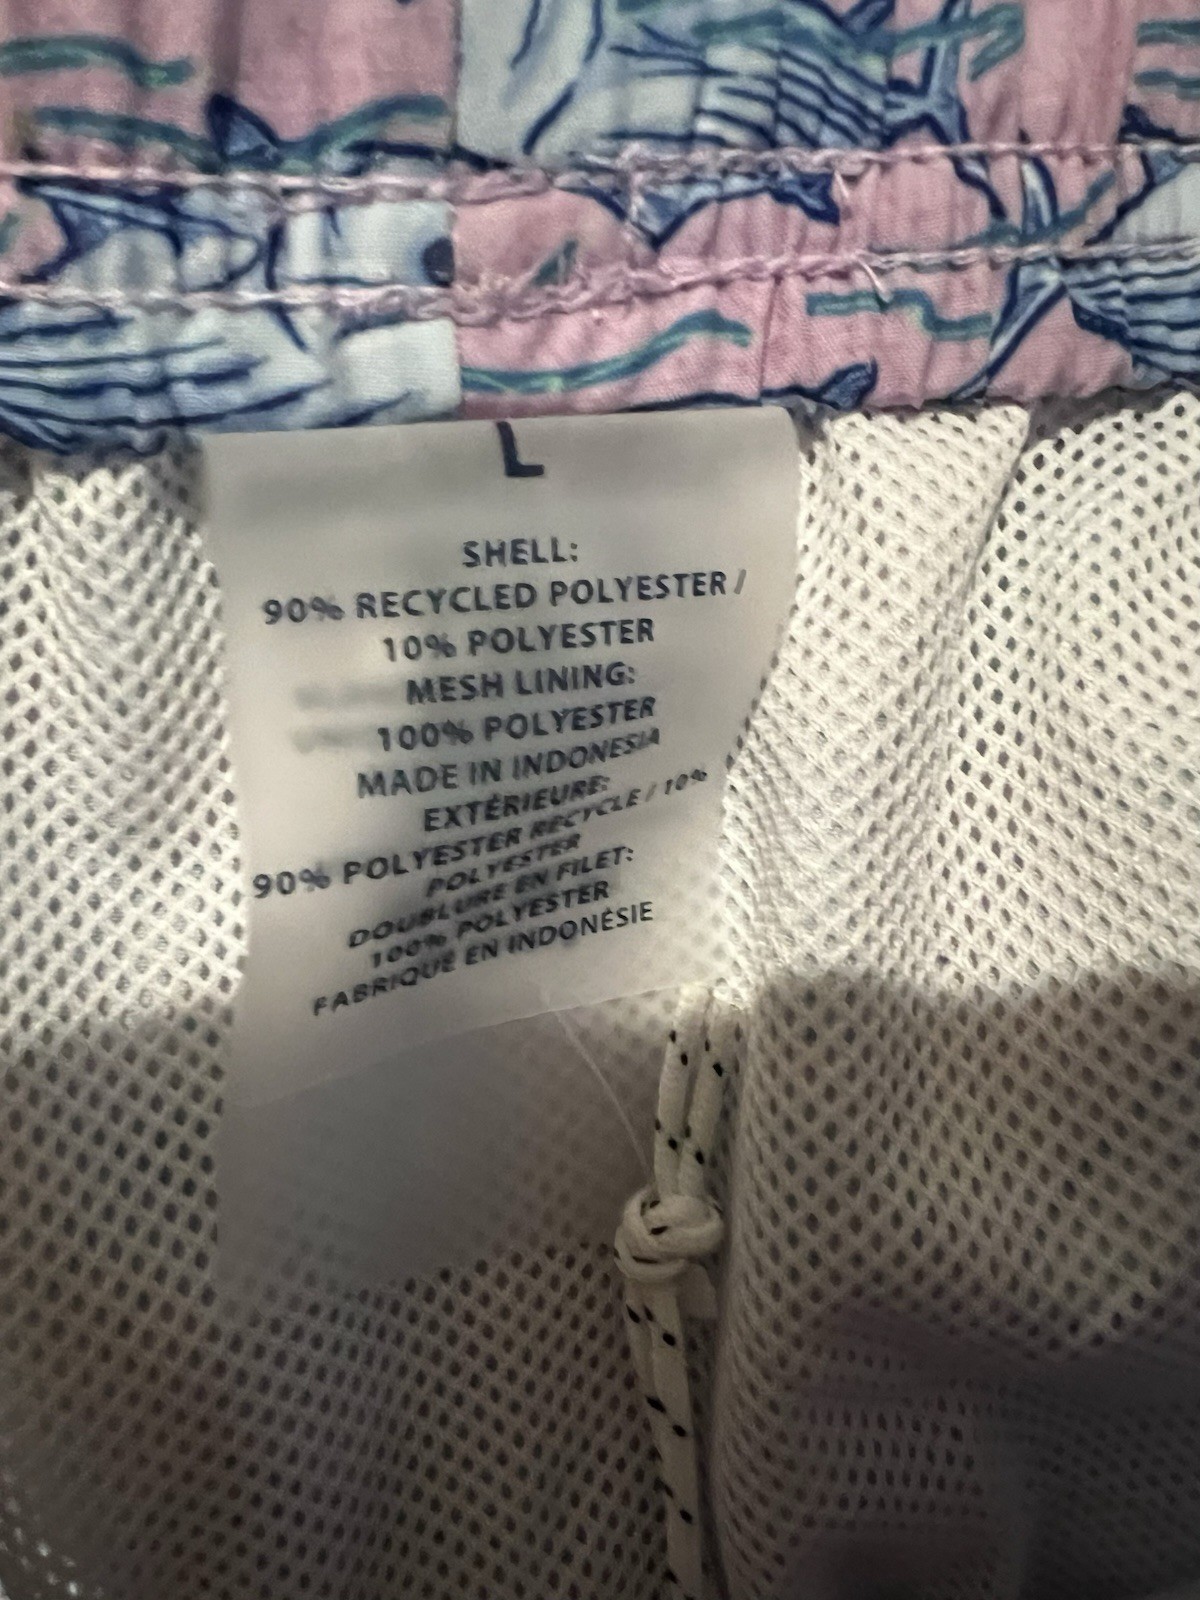 L
SHELL:
90% RECYCLED POLYESTER /
10% POLYESTER
MESH LINING:
100% POLYESTER
MADE IN INDONESIA
EXTÉRIEURE:
90% POLYESTER RECYCLE / 10%
POLYESTER
DOUBLURE EN FILET:
100% POLYESTER
FABRIQUÉ EN INDONÉSIE